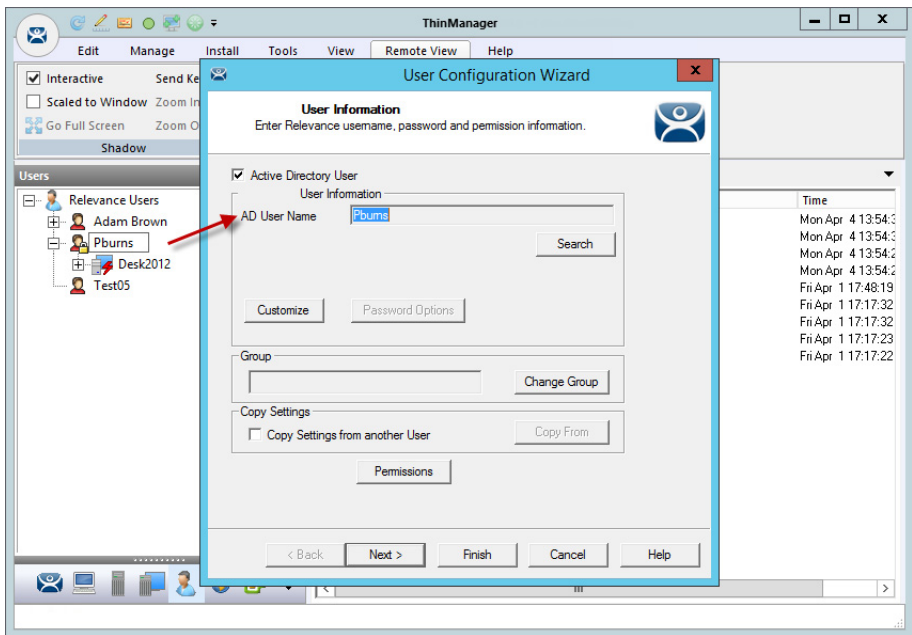 ThinManager
Edit Manage Install Tools View Remote View Help
Interactive Send Ke
Scaled to Window Zoom In
Go Full Screen Zoom O
Shadow
User Configuration Wizard
User Information
Enter Relevance username, password and permission information.
Users
Relevance Users
Adam Brown
Pburns
Desk2012
Test05
Active Directory User
User Information
AD User Name Pburns
Search
Customize Password Options
Group
Change Group
Copy Settings
Copy Settings from another User Copy From
Permissions
< Back Next > Finish Cancel Help
Time
Mon Apr 4 13:54:3
Mon Apr 4 13:54:3
Mon Apr 4 13:54:2
Mon Apr 4 13:54:2
Fri Apr 1 17:48:19
Fri Apr 1 17:17:32
Fri Apr 1 17:17:32
Fri Apr 1 17:17:23
Fri Apr 1 17:17:22